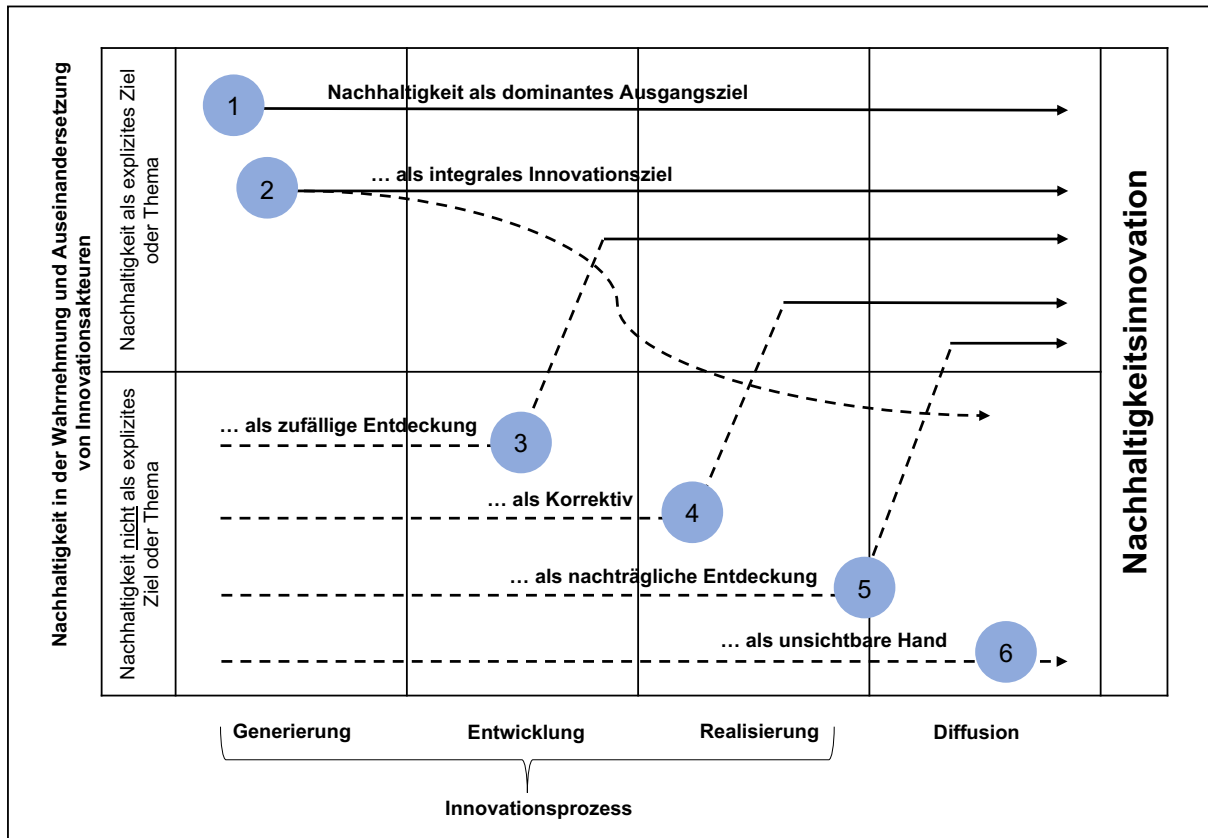 Nachhaltigkeit in der Wahrnehmung und Auseinandersetzung
von Innovationsakteuren
Nachhaltigkeit als explizites Ziel
oder Thema
1
Nachhaltigkeit als dominantes Ausgangsziel
2
… als integrales Innovationsziel
Nachhaltigkeit nicht als explizites
Ziel oder Thema
… als zufällige Entdeckung
3
… als Korrektiv
4
… als nachträgliche Entdeckung
5
… als unsichtbare Hand
6
Nachhaltigkeitsinnovation
Generierung
Entwicklung
Realisierung
Diffusion
Innovationsprozess